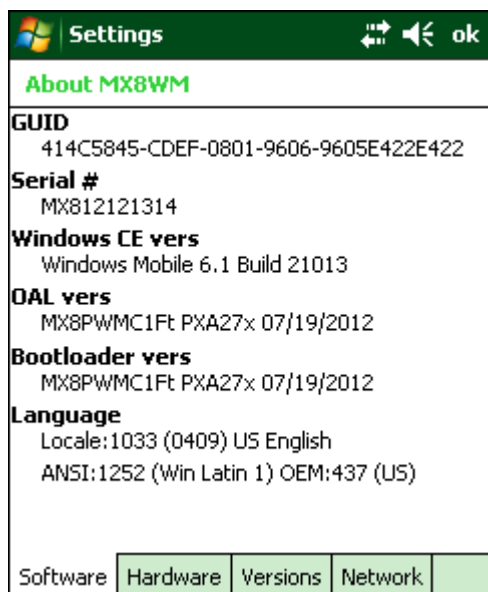 Settings
ok
About MX8WM
GUID
414C5845-CDEF-0801-9606-9605E422E422
Serial #
MX812121314
Windows CE vers
Windows Mobile 6.1 Build 21013
OAL vers
MX8PWMC1Ft PXA27x 07/19/2012
Bootloader vers
MX8PWMC1Ft PXA27x 07/19/2012
Language
Locale:1033 (0409) US English
ANSI:1252 (Win Latin 1) OEM:437 (US)
Software Hardware Versions Network